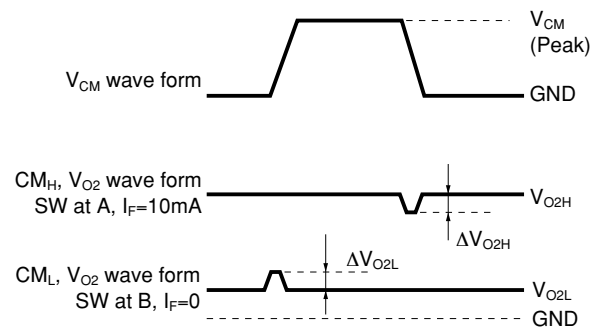 V_CM
(Peak)
V_CM wave form
GND
CM_H, V_O2 wave form
SW at A, I_F=10mA
V_O2H
ΔV_O2H
CM_L, V_O2 wave form
SW at B, I_F=0
ΔV_O2L
V_O2L
GND